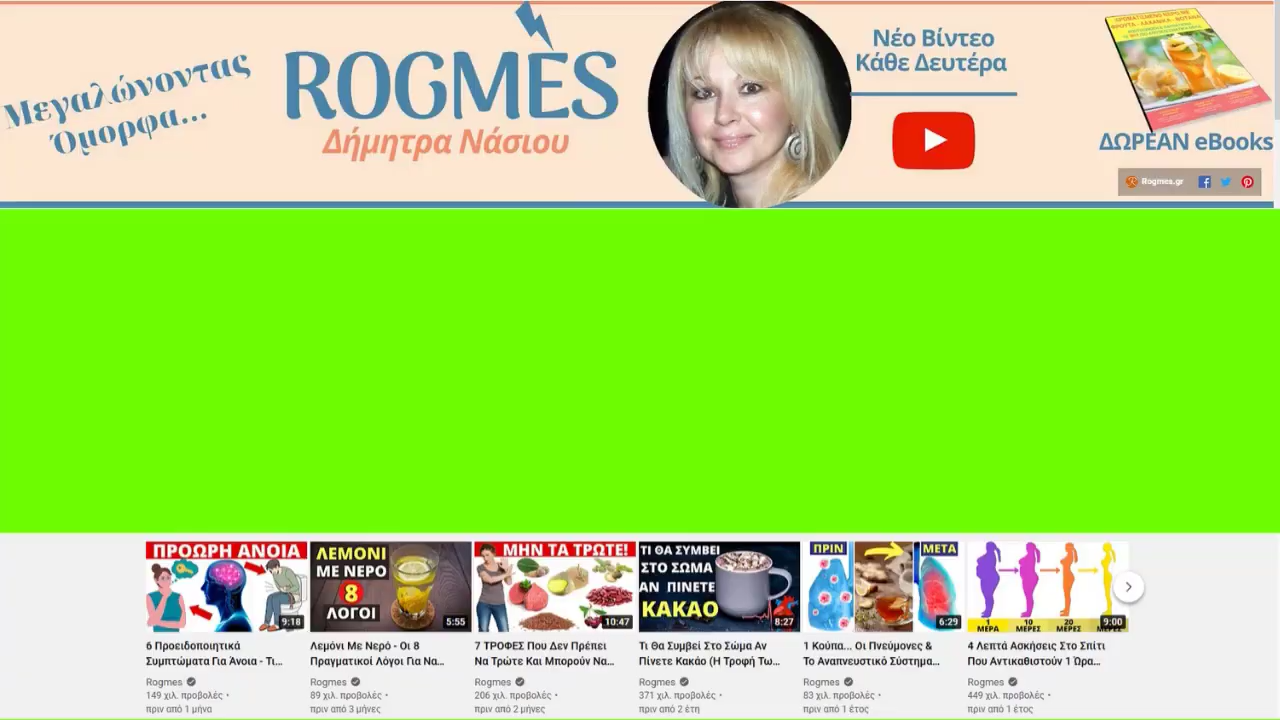 Μεγαλώνοντας
Όμορφα...
ROGMES
Δήμητρα Νάσιου
Νέο Βίντεο
Κάθε Δευτέρα
ΔΩΡΕΑΝ eBooks
Rogmes.gr
ΠΡΟΩΡΗ ΑΝΟΙΑ
9:18
6 Προειδοποιητικά
Συμπτώματα Για Άνοια - Τι...
Rogmes
149 χιλ. προβολές •
πριν από 1 μήνα
ΛΕΜΟΝΙ
ΜΕ ΝΕΡΟ
8
ΛΟΓΟΙ
5:55
Λεμόνι Με Νερό - Οι 8
Πραγματικοί Λόγοι Για Να...
Rogmes
89 χιλ. προβολές •
πριν από 3 μήνες
ΜΗΝ ΤΑ ΤΡΩΤΕ!
10:47
7 ΤΡΟΦΕΣ Που Δεν Πρέπει
Να Τρώτε Και Μπορούν Να...
Rogmes
206 χιλ. προβολές •
πριν από 2 μήνες
ΤΙ ΘΑ ΣΥΜΒΕΙ
ΣΤΟ ΣΩΜΑ
ΑΝ ΠΙΝΕΤΕ
ΚΑΚΑΟ
8:27
Τι Θα Συμβεί Στο Σώμα Αν
Πίνετε Κακάο (Η Τροφή Τω...
Rogmes
371 χιλ. προβολές •
πριν από 2 έτη
ΠΡΙΝ
ΜΕΤΑ
6:29
1 Κούπα... Οι Πνεύμονες &
Το Αναπνευστικό Σύστημα...
Rogmes
83 χιλ. προβολές •
πριν από 1 έτος
1 ΜΕΡΑ
10 ΜΕΡΕΣ
20 ΜΕΡΕΣ
ΜΕΡΕΣ
9:00
4 Λεπτά Ασκήσεις Στο Σπίτι
Που Αντικαθιστούν 1 Ώρα...
Rogmes
449 χιλ. προβολές •
πριν από 1 έτος